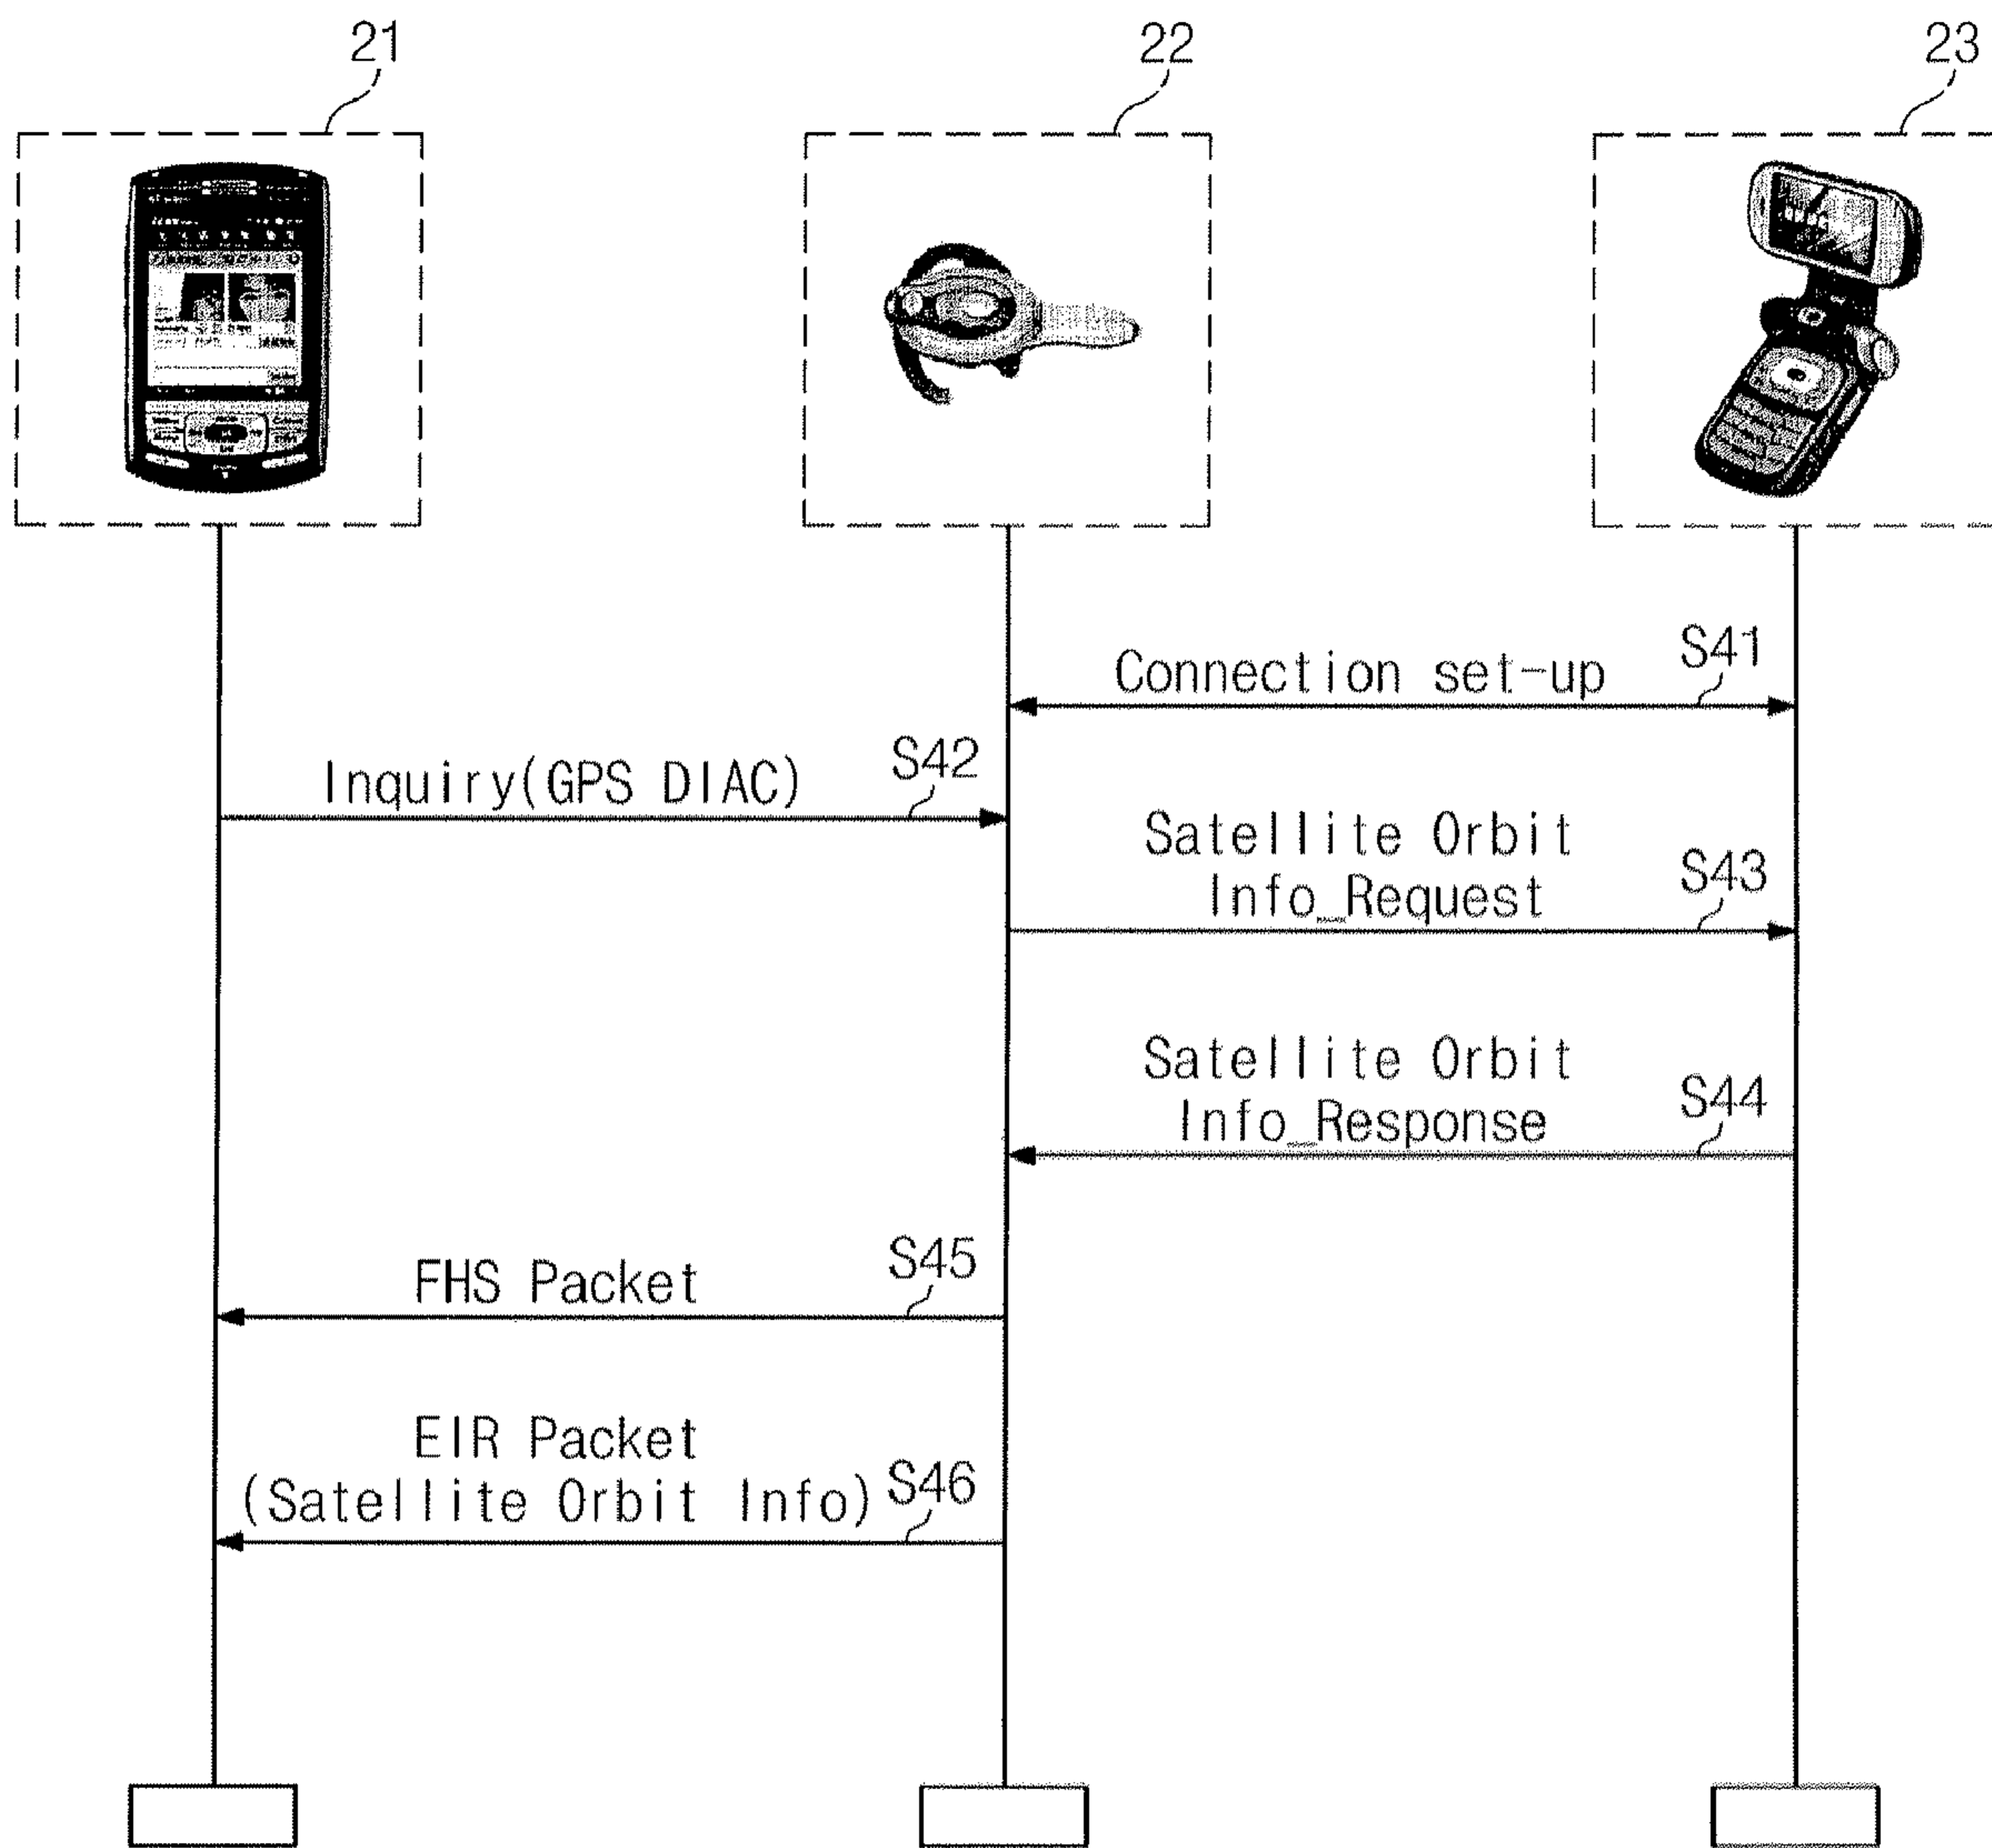 21
22
23
Connection set-up
S41
Inquiry(GPS DIAC)
S42
Satellite Orbit
Info_Request
S43
Satellite Orbit
Info_Response
S44
FHS Packet
S45
EIR Packet
(Satellite Orbit Info)
S46